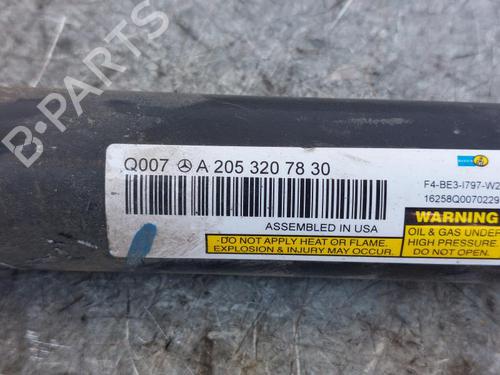 B-PARTS
Q007 A 205 320 78 30
ASSEMBLED IN USA
- DO NOT APPLY HEAT OR FLAME.
EXPLOSION & INJURY MAY OCCUR.
F4-BE3-I797-W2
16258Q0070229
WARNING
OIL & GAS UNDER
HIGH PRESSURE.
DO NOT OPEN.